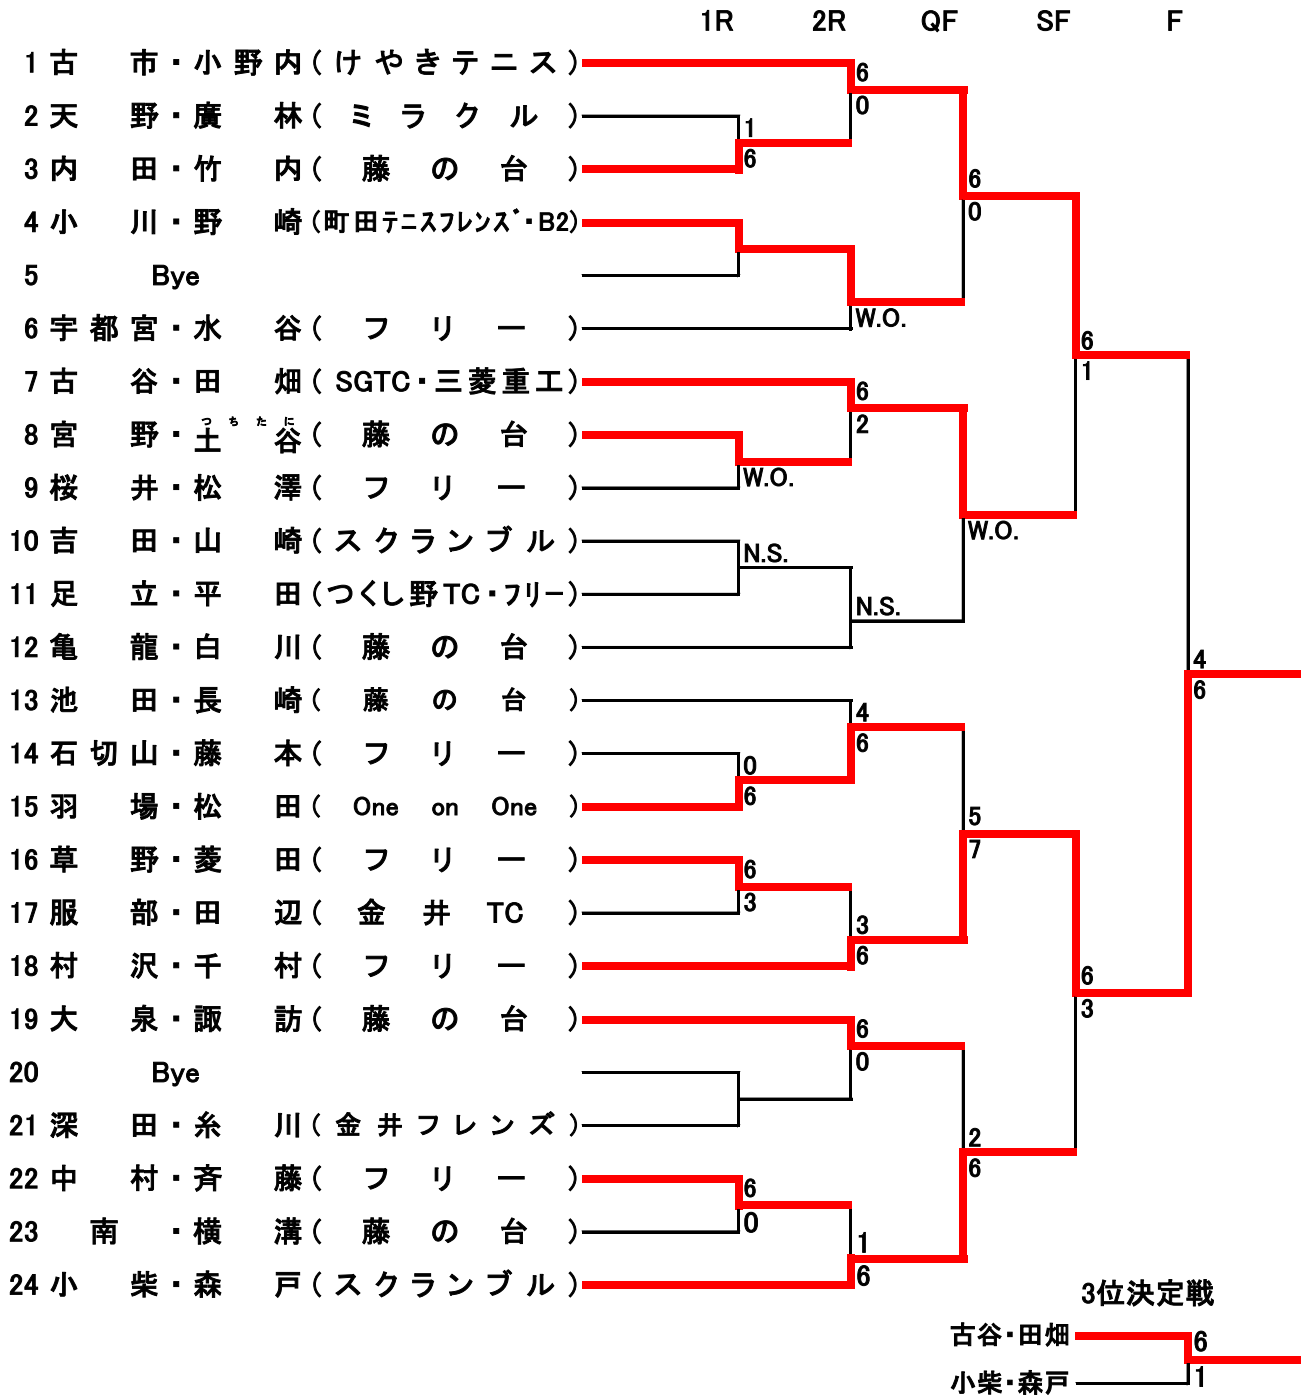 1R 2R QF SF F
1 古市・小野内(けやきテニス)
2 天野・廣林(ミラクル)
3 内田・竹内(藤の台)
4 小川・野崎(町田テニスフレンズ・B2)
5 Bye
6 宇都宮・水谷(フリー)
7 古谷・田畑(SGTC・三菱重工)
つちたに
8 宮野・土谷(藤の台)
9 桜井・松澤(フリー)
10 吉田・山崎(スクランブル)
11 足立・平田(つくし野TC・フリー)
12 亀龍・白川(藤の台)
13 池田・長崎(藤の台)
14 石切山・藤本(フリー)
15 羽場・松田(One on One)
16 草野・菱田(フリー)
17 服部・田辺(金井TC)
18 村沢・千村(フリー)
19 大泉・諏訪(藤の台)
20 Bye
21 深田・糸川(金井フレンズ)
22 中村・斉藤(フリー)
23 南・横溝(藤の台)
24 小柴・森戸(スクランブル)
1
6
W.O.
N.S.
0
6
6
3
6
0
6
0
W.O.
6
2
N.S.
4
6
3
6
6
0
1
6
6
0
W.O.
5
7
2
6
6
1
6
3
4
6
3位決定戦
古谷・田畑
小柴・森戸
6
1